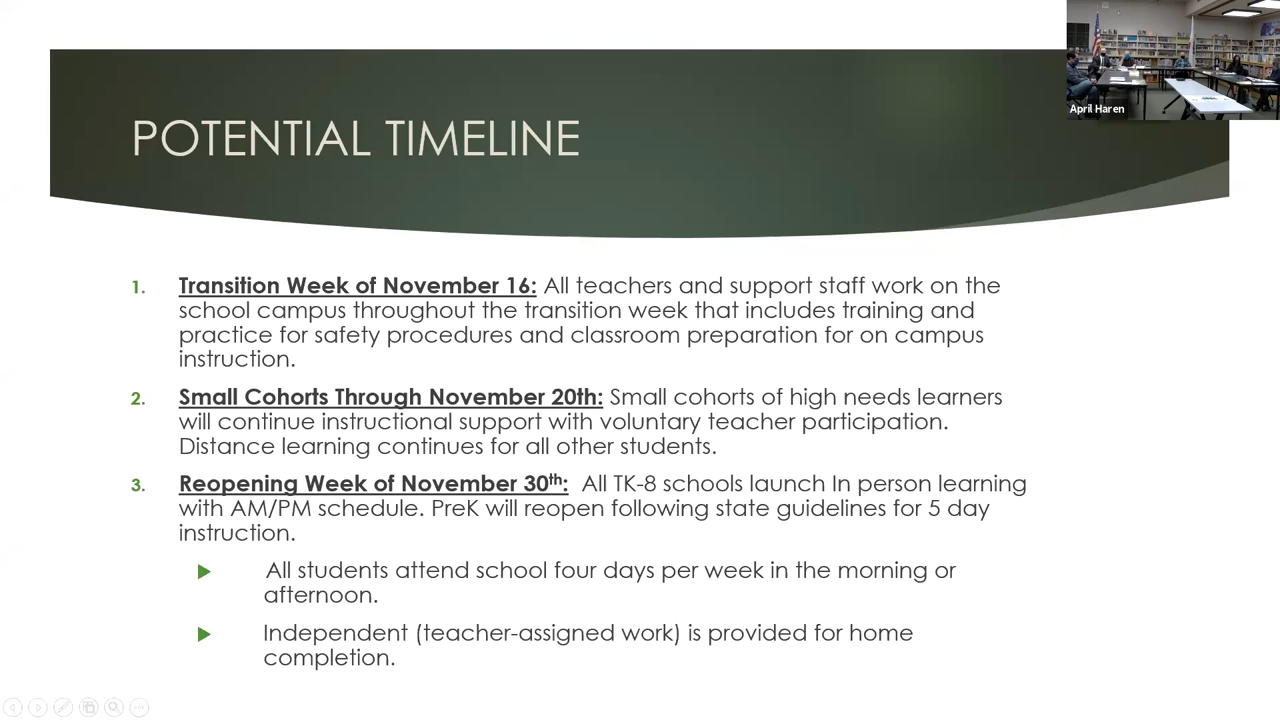 April Haren
POTENTIAL TIMELINE
1. Transition Week of November 16: All teachers and support staff work on the
school campus throughout the transition week that includes training and
practice for safety procedures and classroom preparation for on campus
instruction.
2. Small Cohorts Through November 20th: Small cohorts of high needs learners
will continue instructional support with voluntary teacher participation.
Distance learning continues for all other students.
3. Reopening Week of November 30th: All TK-8 schools launch In person learning
with AM/PM schedule. PreK will reopen following state guidelines for 5 day
instruction.
All students attend school four days per week in the morning or
afternoon.
Independent (teacher-assigned work) is provided for home
completion.